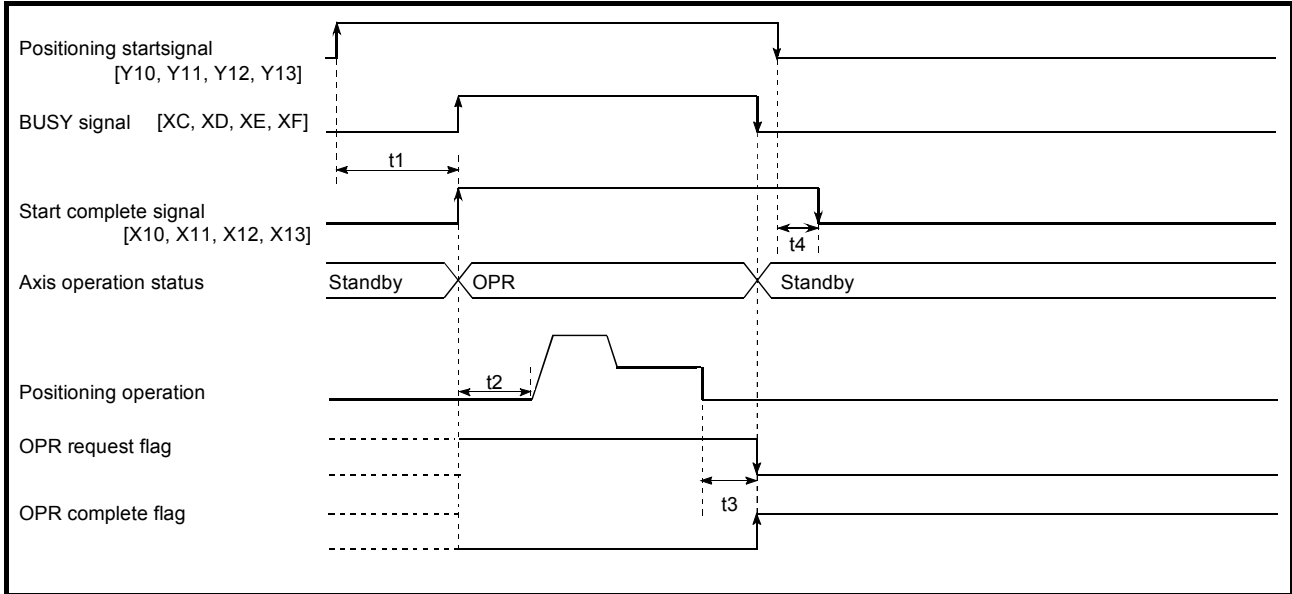 Positioning startsignal
[Y10, Y11, Y12, Y13]
BUSY signal [XC, XD, XE, XF]
t1
Start complete signal
[X10, X11, X12, X13]
t4
Axis operation status
Standby
OPR
Standby
t2
Positioning operation
OPR request flag
t3
OPR complete flag